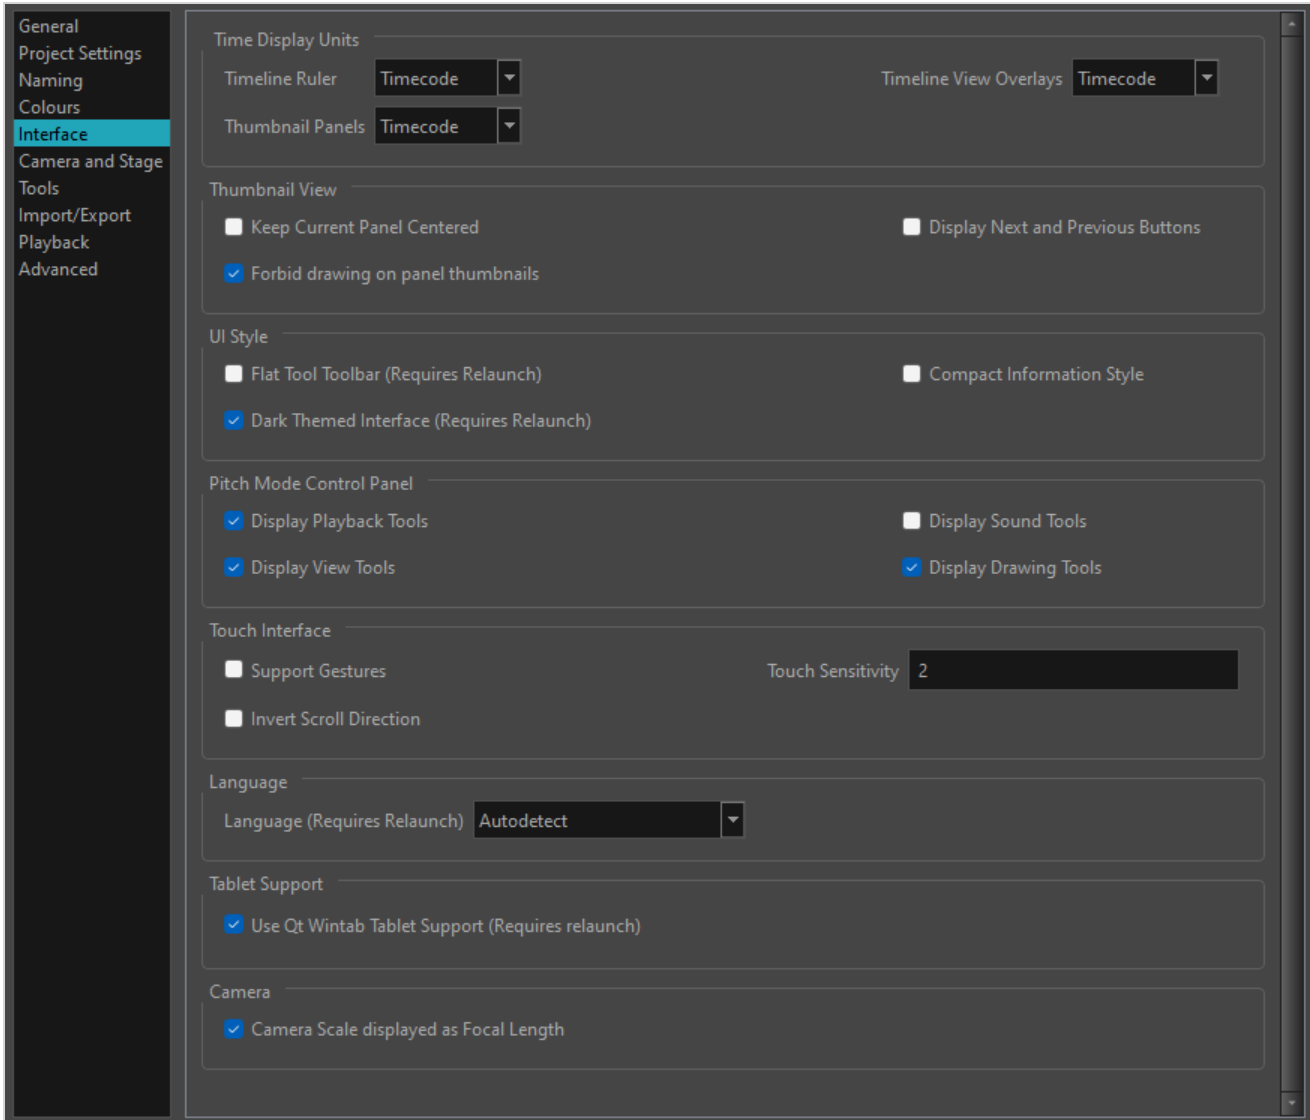 General
Project Settings
Naming
Colours
Interface
Camera and Stage
Tools
Import/Export
Playback
Advanced
Time Display Units
Timeline Ruler Timecode Timeline View Overlays Timecode
Thumbnail Panels Timecode
Thumbnail View
Keep Current Panel Centered Display Next and Previous Buttons
Forbid drawing on panel thumbnails
UI Style
Flat Tool Toolbar (Requires Relaunch) Compact Information Style
Dark Themed Interface (Requires Relaunch)
Pitch Mode Control Panel
Display Playback Tools Display Sound Tools
Display View Tools Display Drawing Tools
Touch Interface
Support Gestures Touch Sensitivity 2
Invert Scroll Direction
Language
Language (Requires Relaunch) Autodetect
Tablet Support
Use Qt Wintab Tablet Support (Requires relaunch)
Camera
Camera Scale displayed as Focal Length